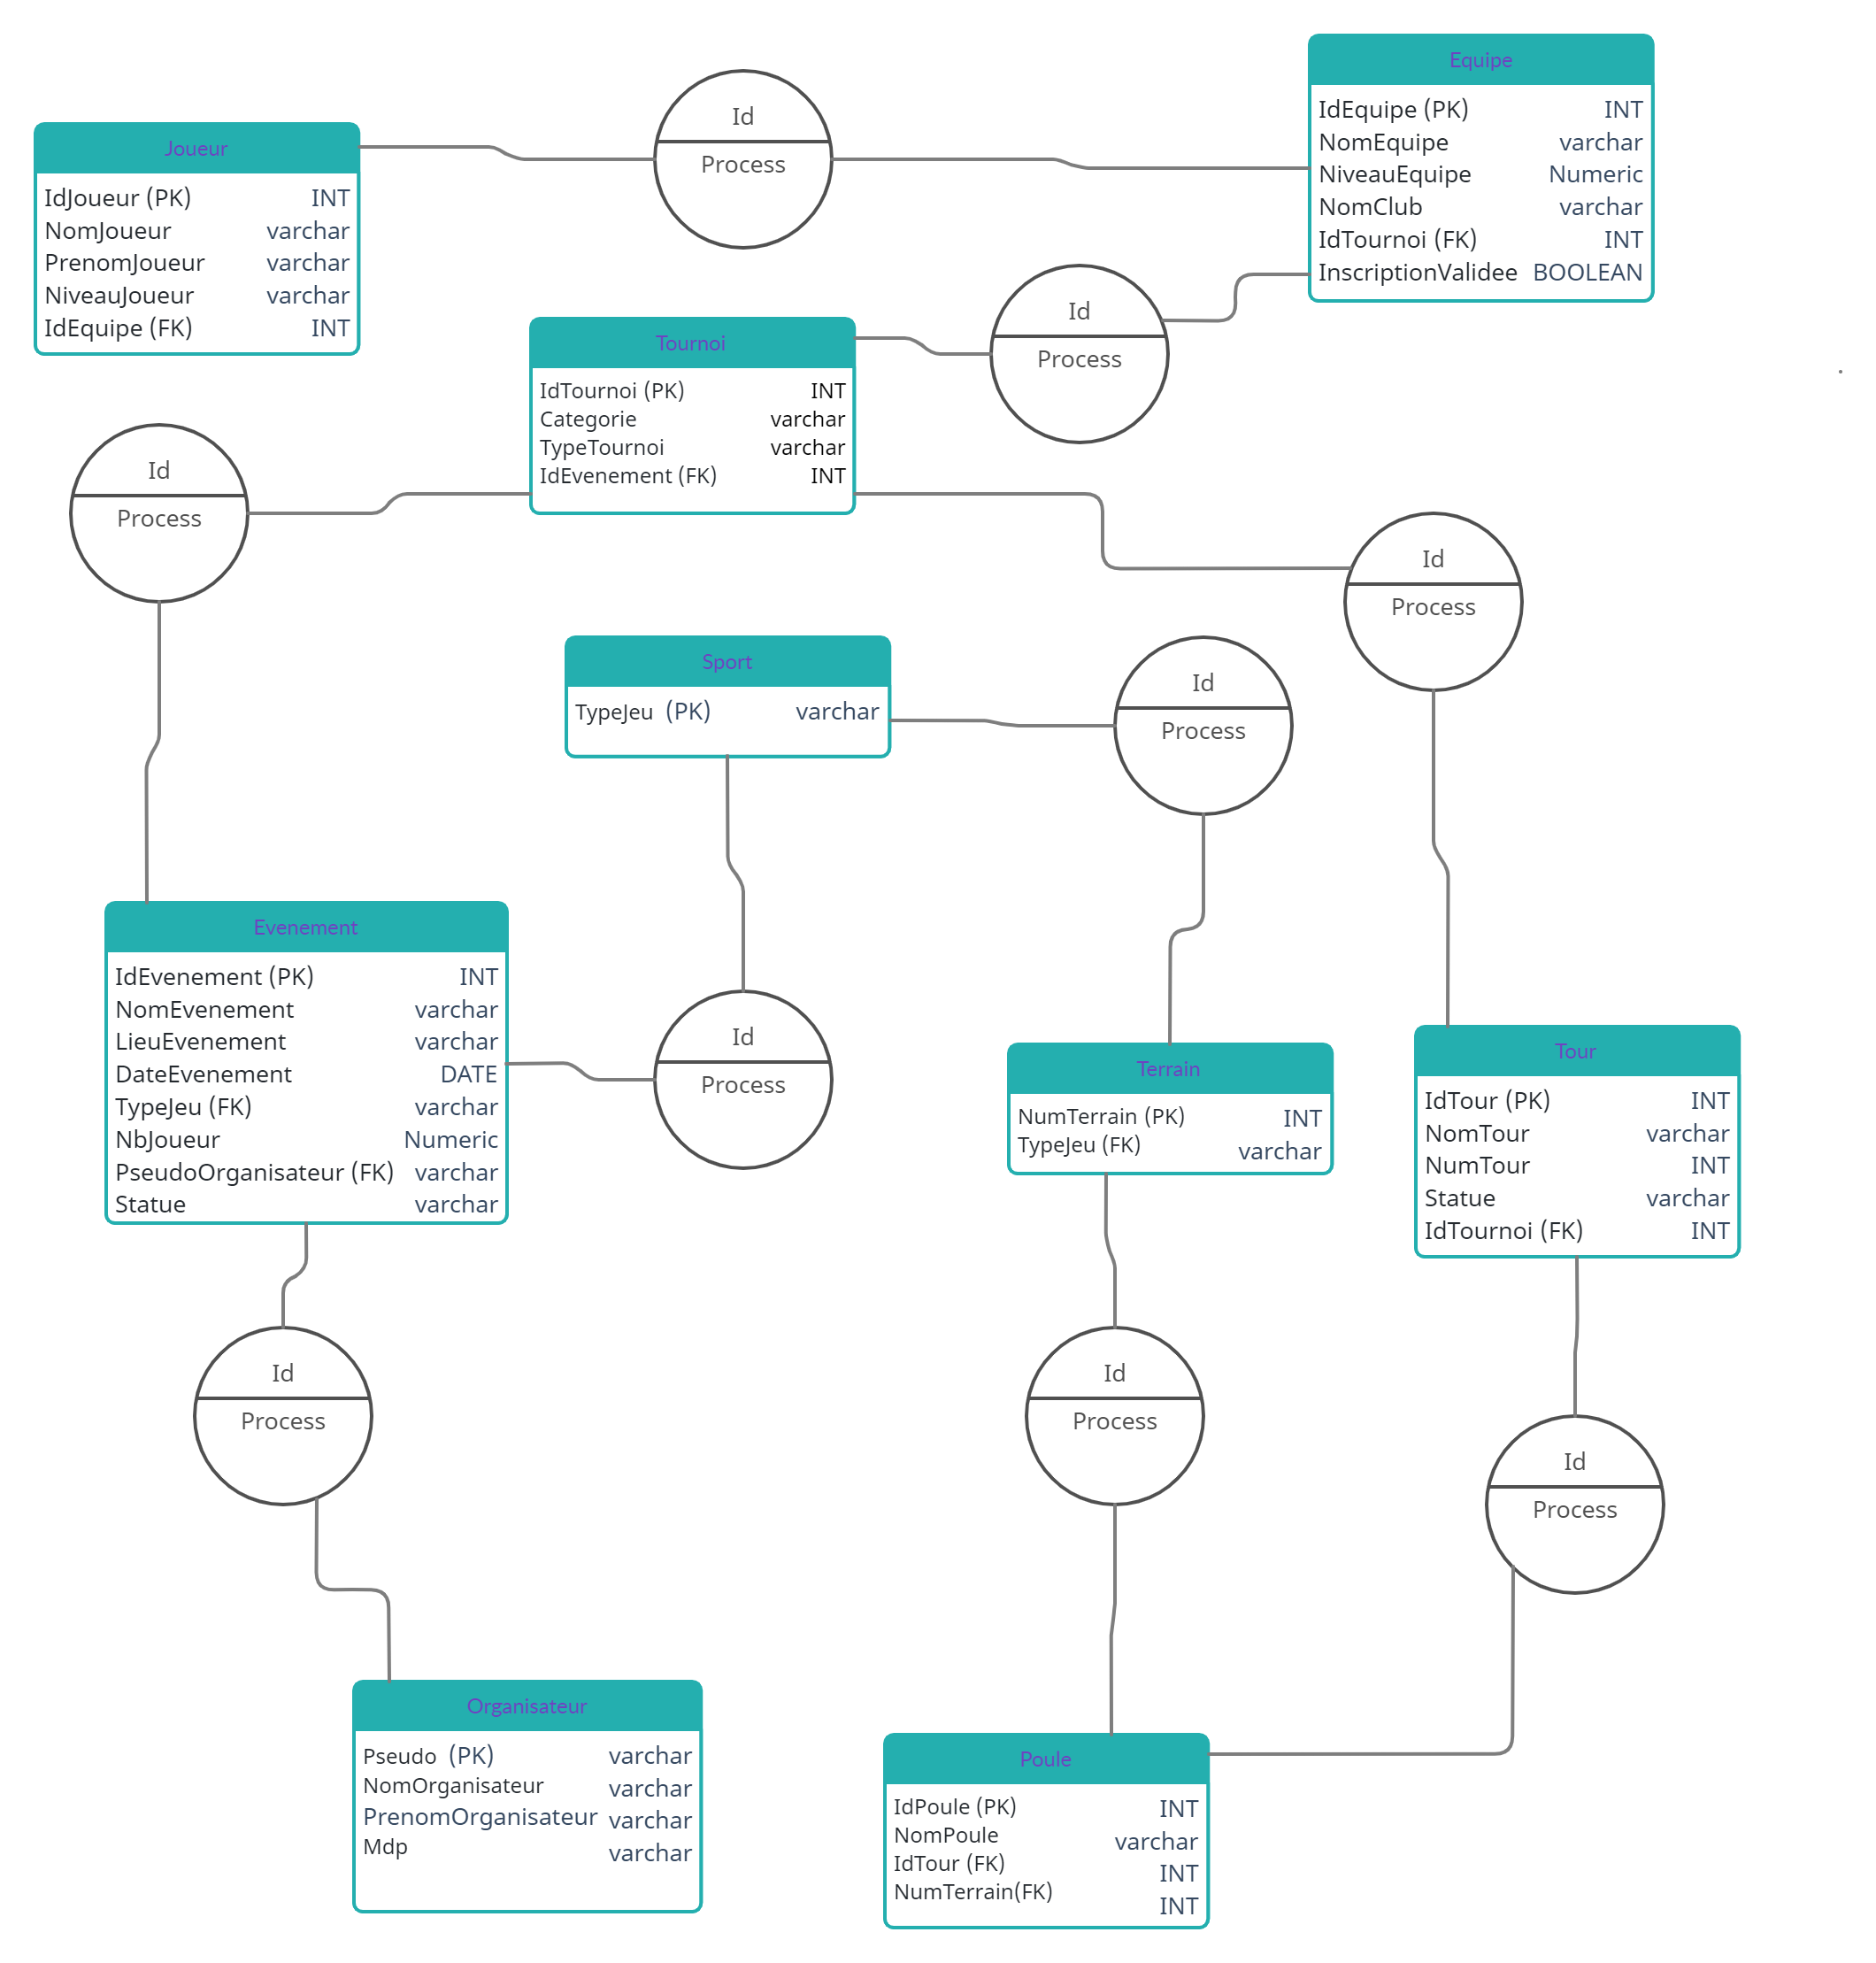 Equipe
IdEquipe (PK) INT
NomEquipe varchar
NiveauEquipe Numeric
NomClub varchar
IdTournoi (FK) INT
InscriptionValidee BOOLEAN
Id
Process
Joueur
IdJoueur (PK) INT
NomJoueur varchar
PrenomJoueur varchar
NiveauJoueur varchar
IdEquipe (FK) INT
Id
Process
Tournoi
IdTournoi (PK) INT
Categorie varchar
TypeTournoi varchar
IdEvenement (FK) INT
Id
Process
Id
Process
Sport
TypeJeu (PK) varchar
Id
Process
Evenement
IdEvenement (PK) INT
NomEvenement varchar
LieuEvenement varchar
DateEvenement DATE
TypeJeu (FK) varchar
NbJoueur Numeric
PseudoOrganisateur (FK) varchar
Statue varchar
Id
Process
Terrain
NumTerrain (PK) INT
TypeJeu (FK) varchar
Tour
IdTour (PK) INT
NomTour varchar
NumTour INT
Statue varchar
IdTournoi (FK) INT
Id
Process
Id
Process
Id
Process
Organisateur
Pseudo (PK) varchar
NomOrganisateur varchar
PrenomOrganisateur varchar
Mdp varchar
Poule
IdPoule (PK) INT
NomPoule varchar
IdTour (FK) INT
NumTerrain(FK) INT